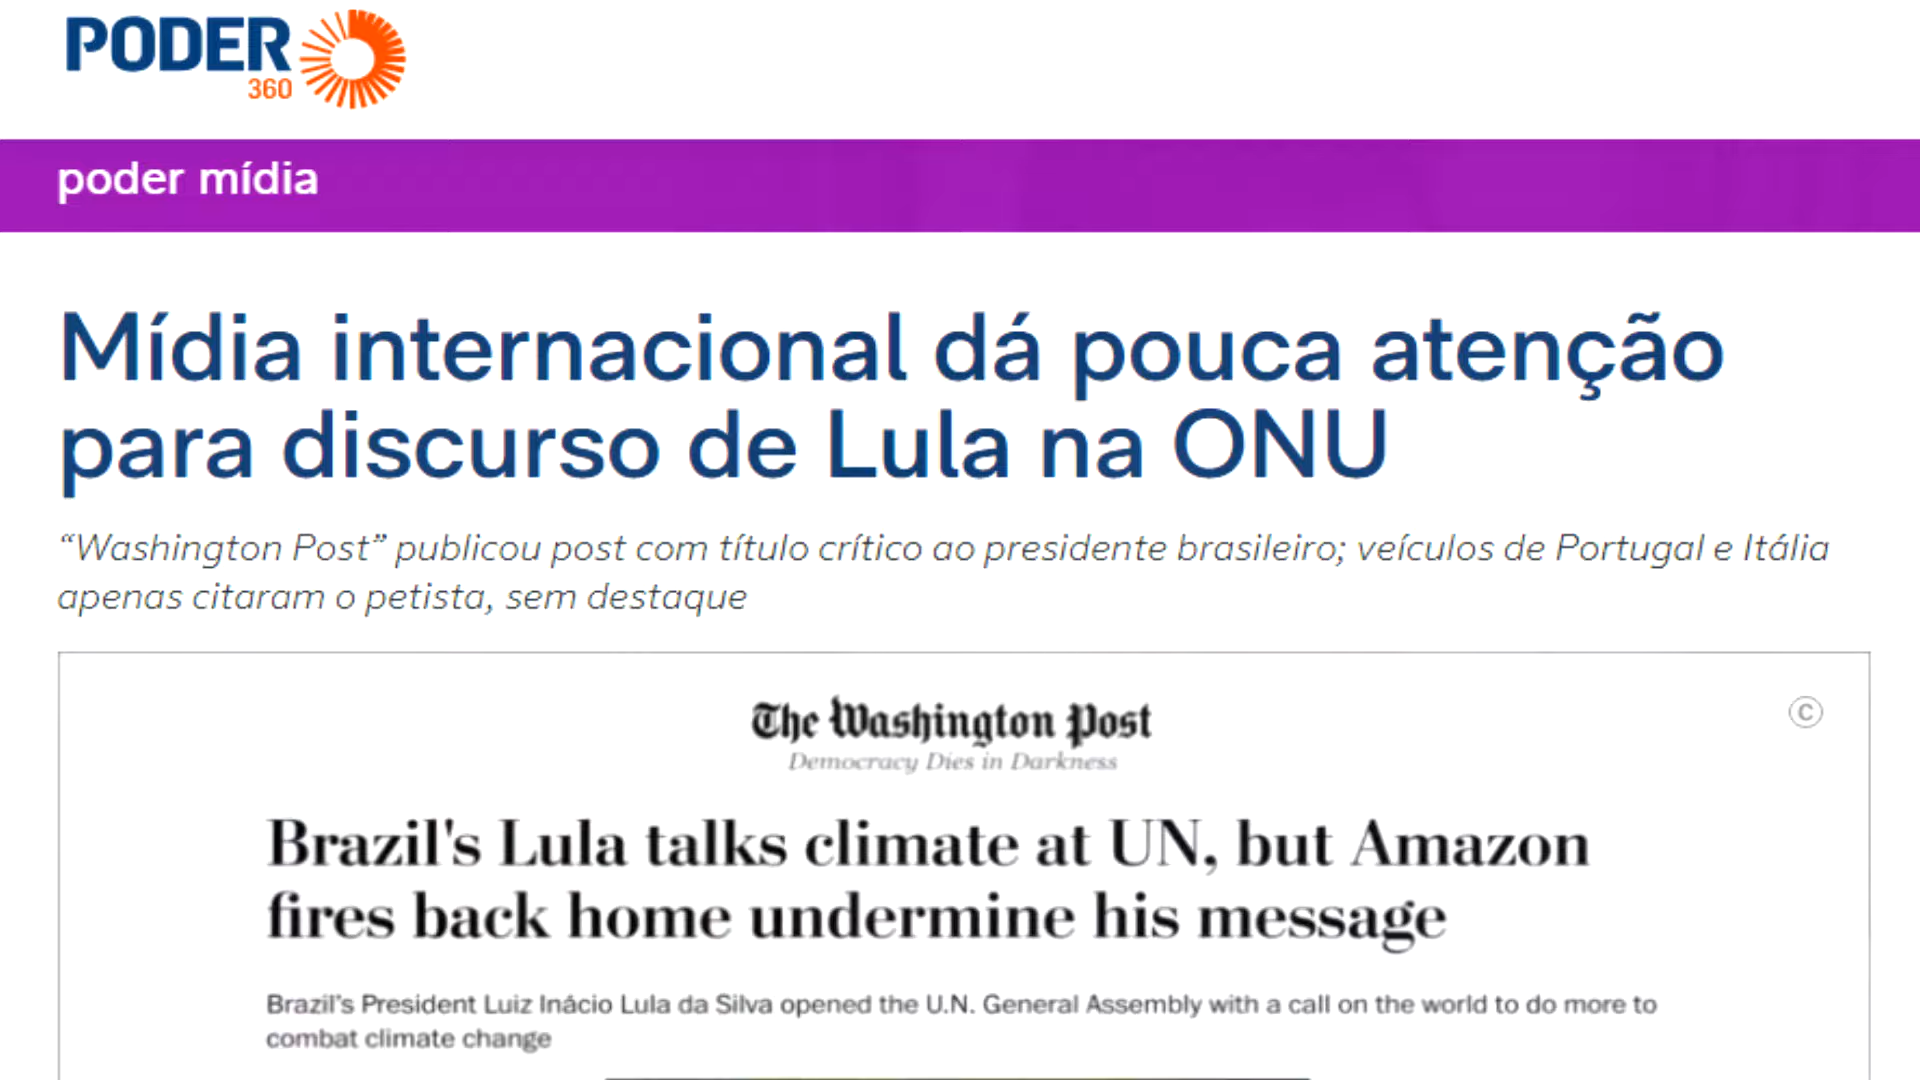 PODER
360
poder mídia
Mídia internacional dá pouca atenção
para discurso de Lula na ONU
“Washington Post” publicou post com título crítico ao presidente brasileiro; veículos de Portugal e Itália
apenas citaram o petista, sem destaque
©
The Washington Post
Democracy Dies in Darkness
Brazil's Lula talks climate at UN, but Amazon
fires back home undermine his message
Brazil’s President Luiz Inácio Lula da Silva opened the U.N. General Assembly with a call on the world to do more to
combat climate change